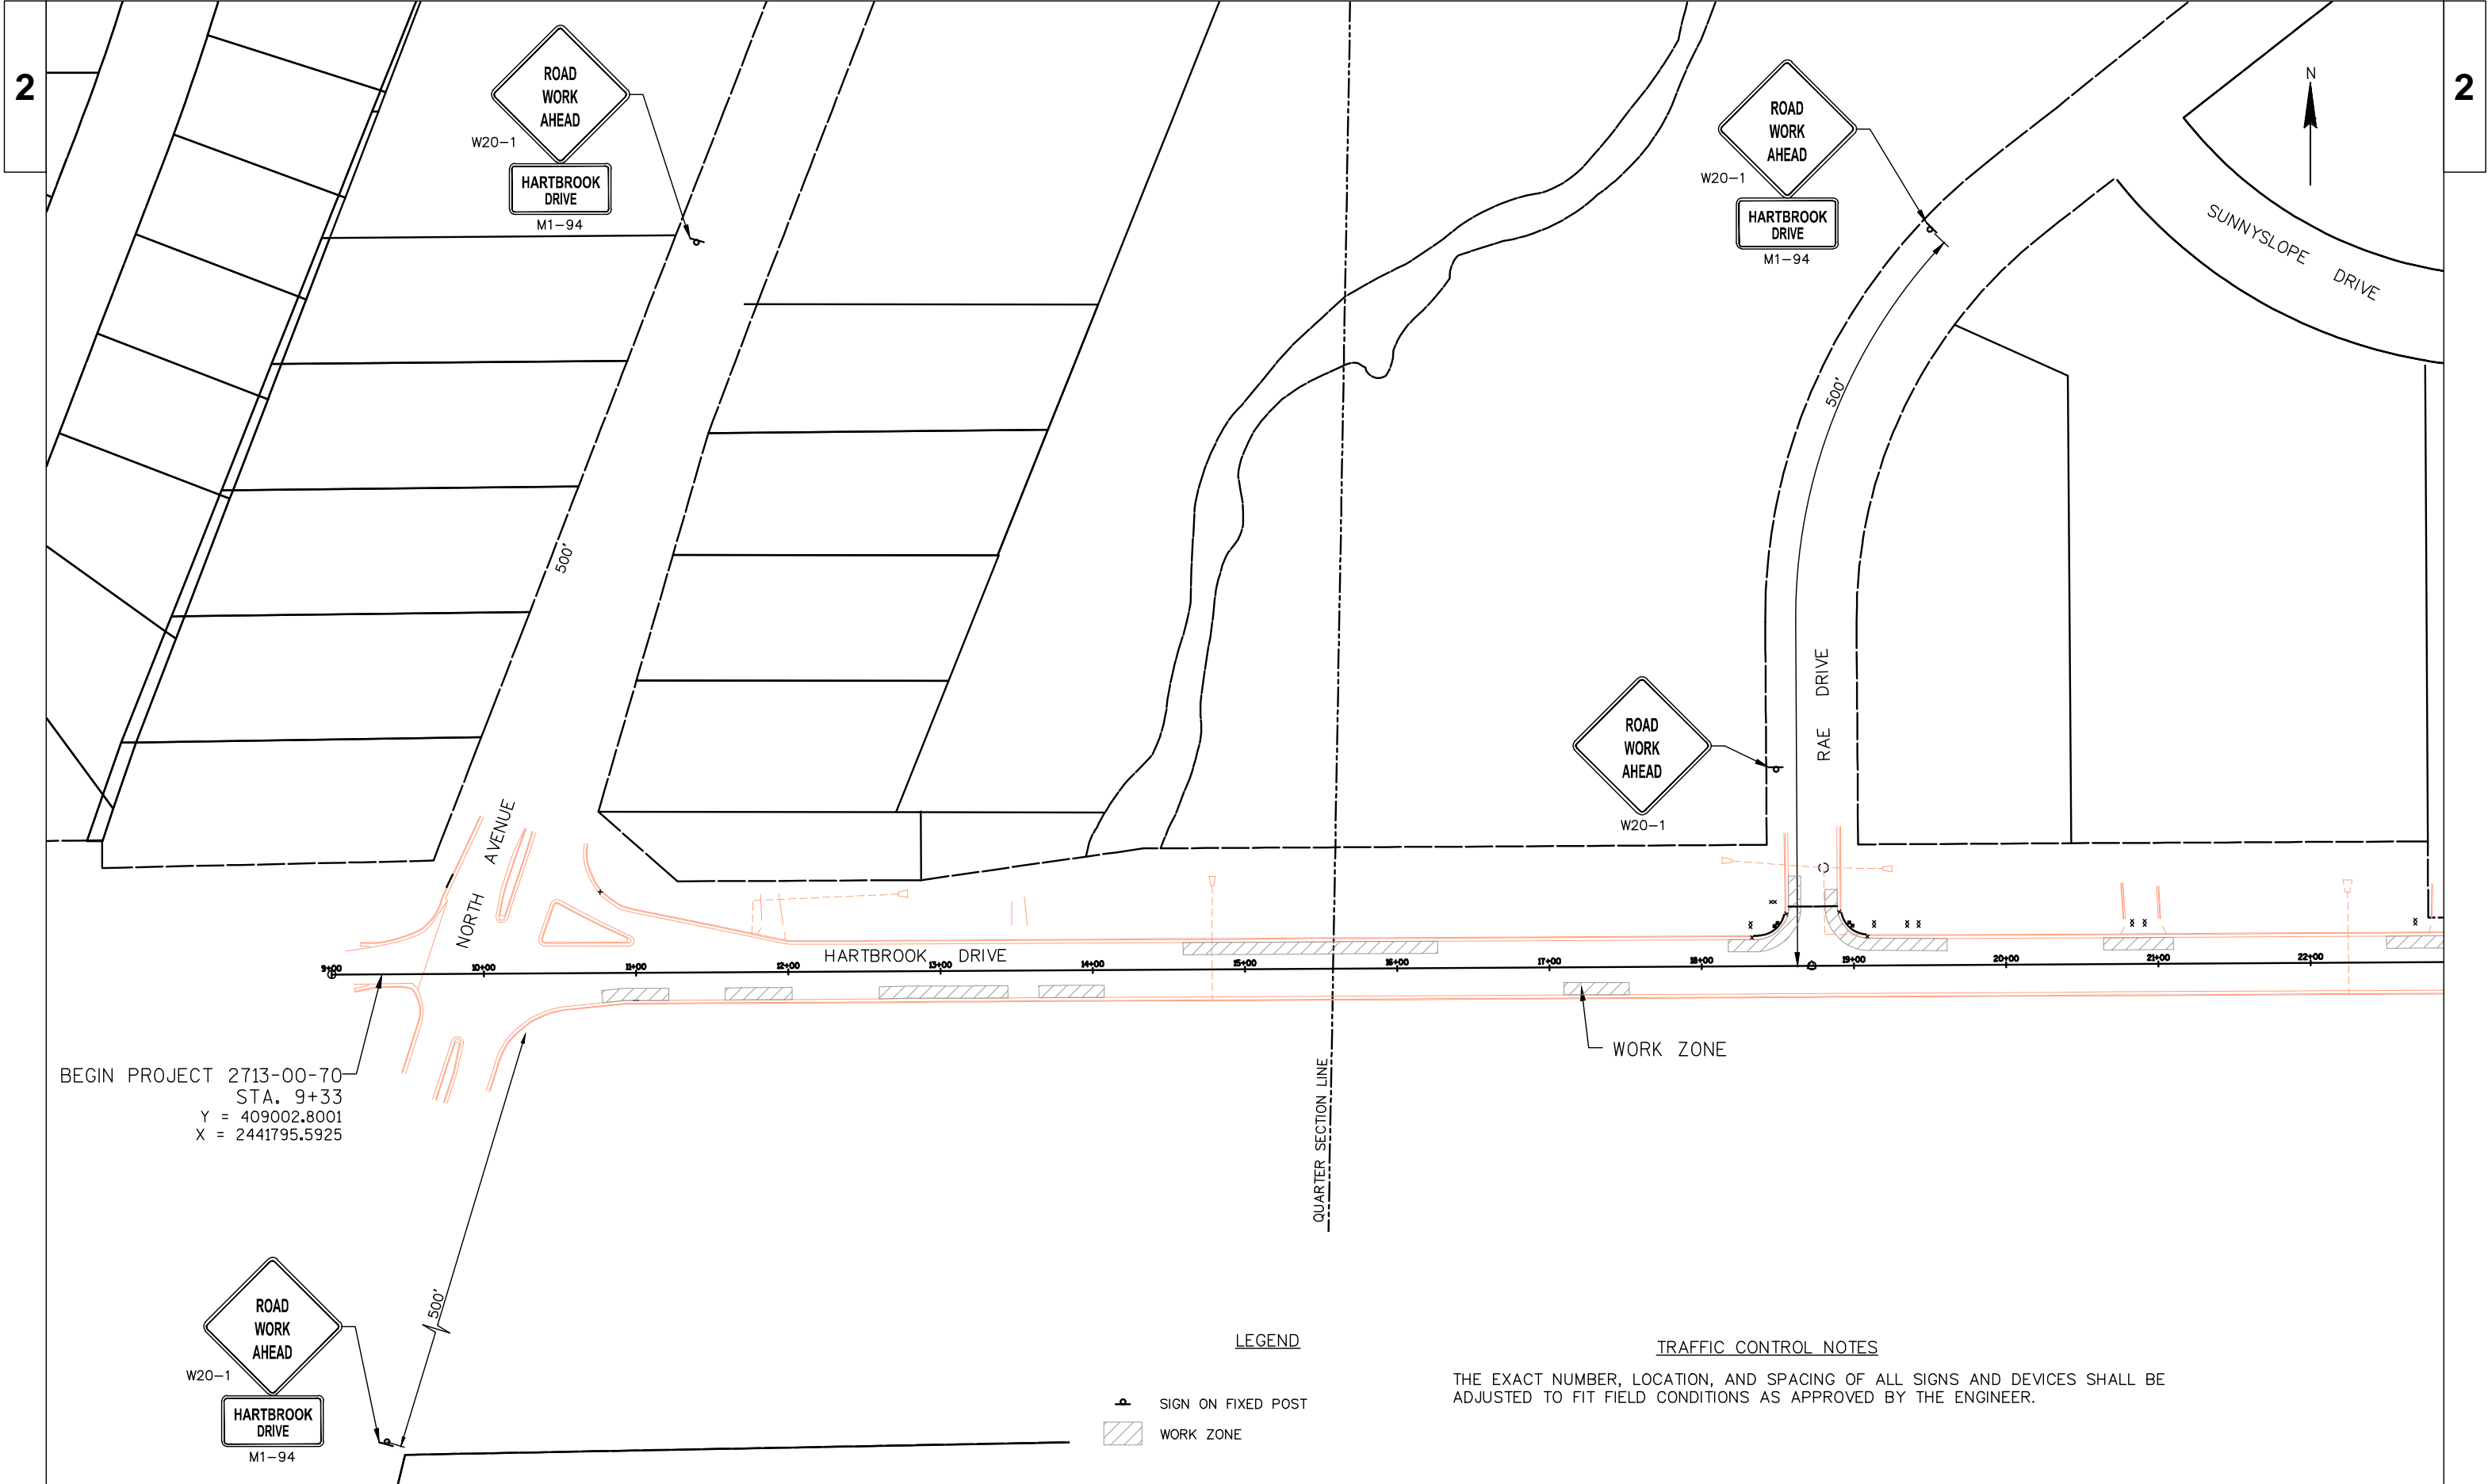 2
2
ROAD
WORK
AHEAD
W20-1
HARTBROOK
DRIVE
M1-94
ROAD
WORK
AHEAD
W20-1
HARTBROOK
DRIVE
M1-94
N
SUNNYSLOPE DRIVE
500'
500'
RAE DRIVE
ROAD
WORK
AHEAD
W20-1
NORTH AVENUE
HARTBROOK DRIVE
9+00
10+00
11+00
12+00
13+00
14+00
15+00
16+00
17+00
18+00
19+00
20+00
21+00
22+00
WORK ZONE
BEGIN PROJECT 2713-00-70
STA. 9+33
Y = 409002.8001
X = 2441795.5925
QUARTER SECTION LINE
500'
ROAD
WORK
AHEAD
W20-1
HARTBROOK
DRIVE
M1-94
LEGEND
SIGN ON FIXED POST
WORK ZONE
TRAFFIC CONTROL NOTES
THE EXACT NUMBER, LOCATION, AND SPACING OF ALL SIGNS AND DEVICES SHALL BE
ADJUSTED TO FIT FIELD CONDITIONS AS APPROVED BY THE ENGINEER.